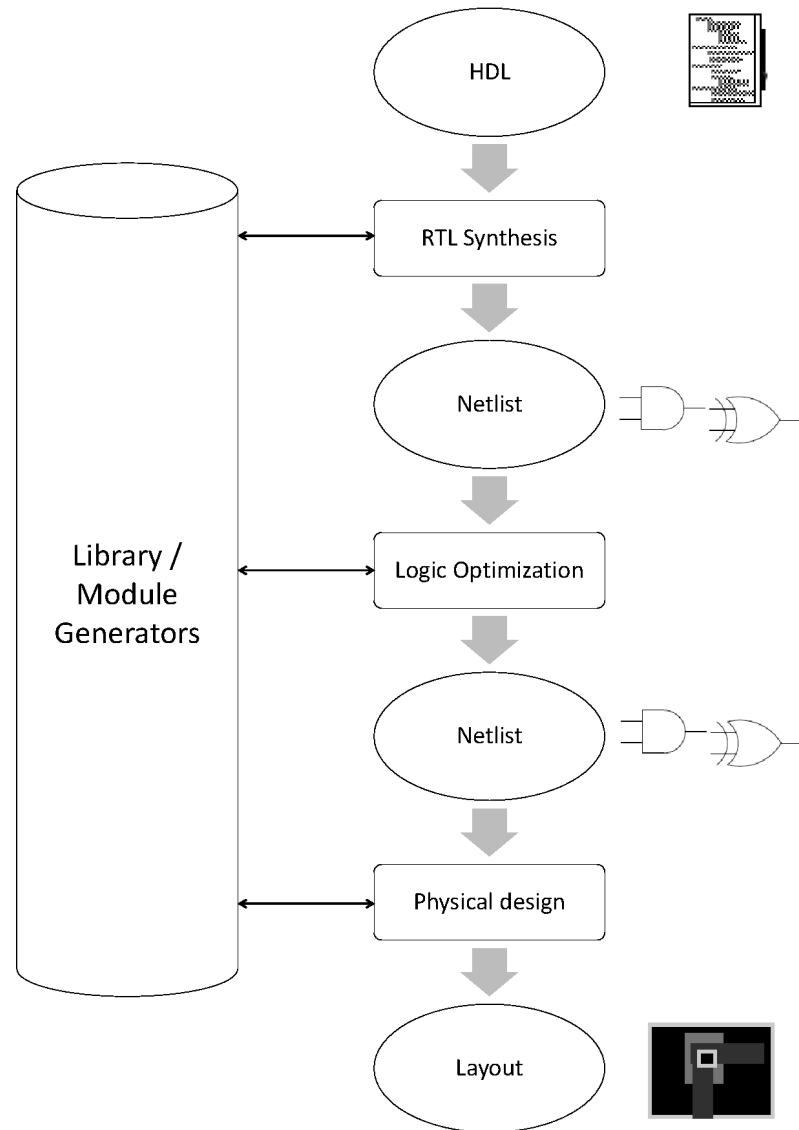 HDL
RTL Synthesis
Netlist
Library /
Module
Generators
Logic Optimization
Netlist
Physical design
Layout